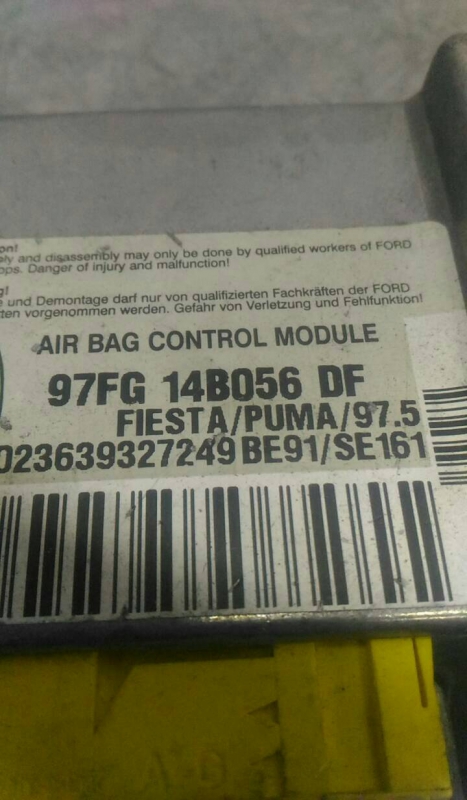 on!
ly and disassembly may only be done by qualified workers of FORD
ops. Danger of injury and malfunction!
g!
e und Demontage darf nur von qualifizierten Fachkräften der FORD
ten vorgenommen werden. Gefahr von Verletzung und Fehlfunktion!
AIR BAG CONTROL MODULE
97FG 14B056 DF
FIESTA/PUMA/97.5
023639327249 BE91/SE161